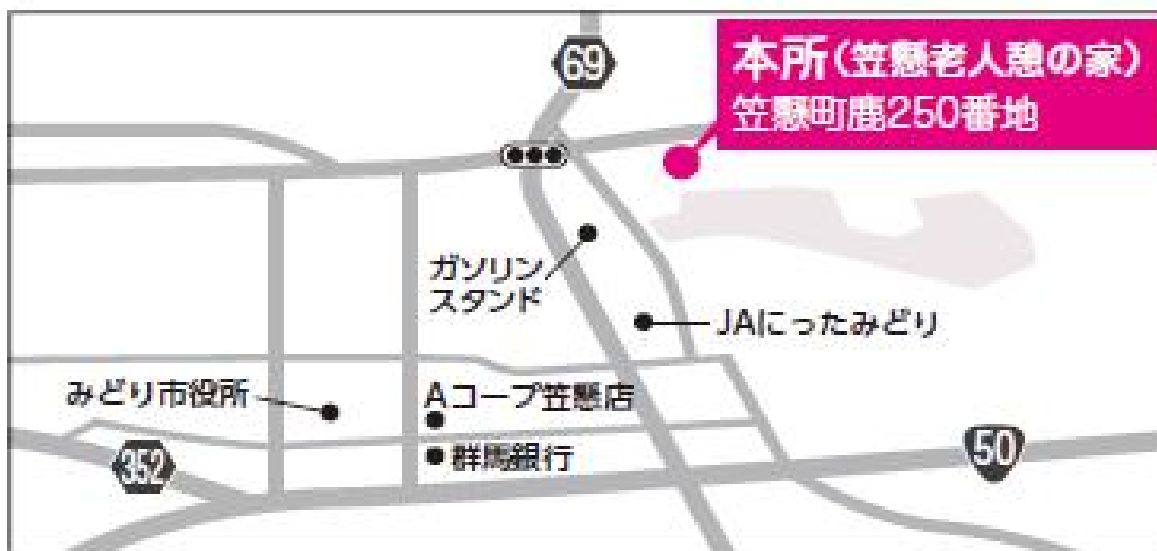 69
本所(笠懸老人憩の家)
笠懸町鹿250番地
ガソリン
スタンド
JAにったみどり
みどり市役所
Aコープ笠懸店
群馬銀行
352
50